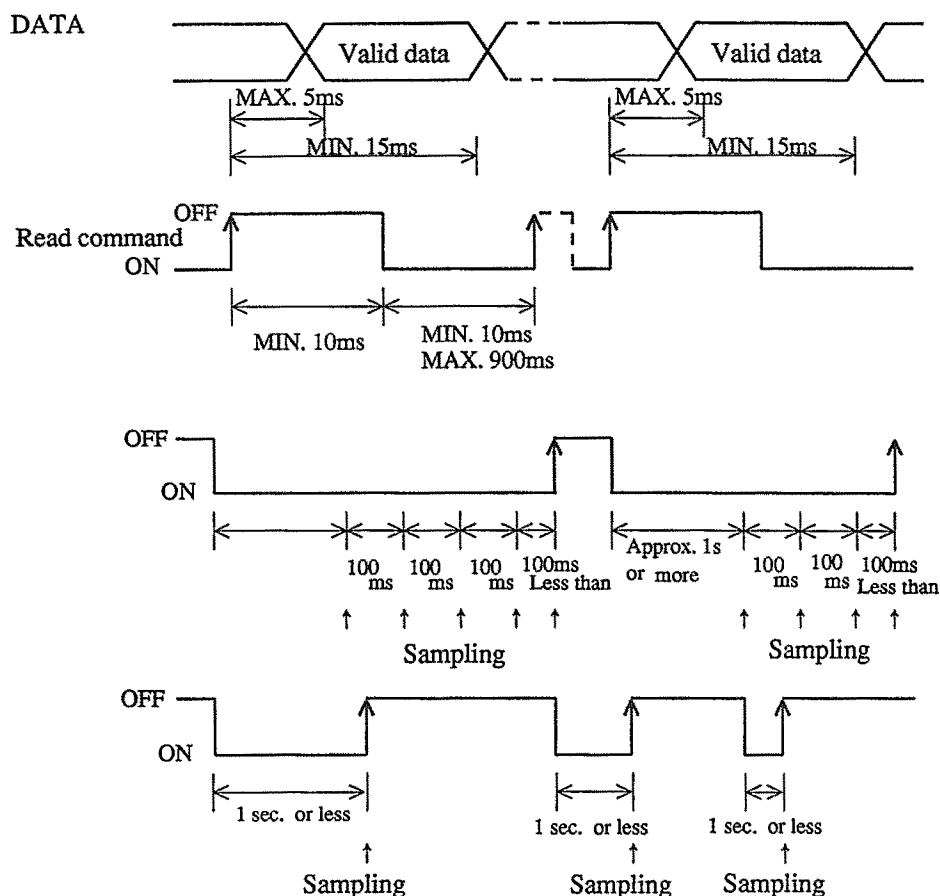 DATA
Valid data
Valid data
MAX. 5ms
MAX. 5ms
MIN. 15ms
MIN. 15ms
OFF
Read command
ON
MIN. 10ms
MIN. 10ms
MAX. 900ms
OFF
ON
100 ms
100 ms
100 ms
100ms
Less than
Approx. 1s
or more
100 ms
100 ms
100ms
Less than
Sampling
Sampling
OFF
ON
1 sec. or less
1 sec. or less
1 sec. or less
Sampling
Sampling
Sampling